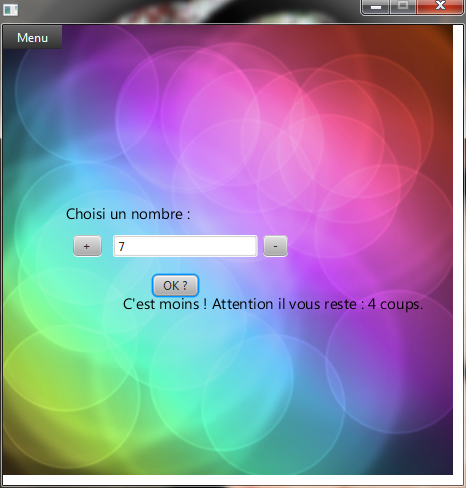 Menu
Choisi un nombre :
+ 7 -
OK ?
C'est moins ! Attention il vous reste : 4 coups.